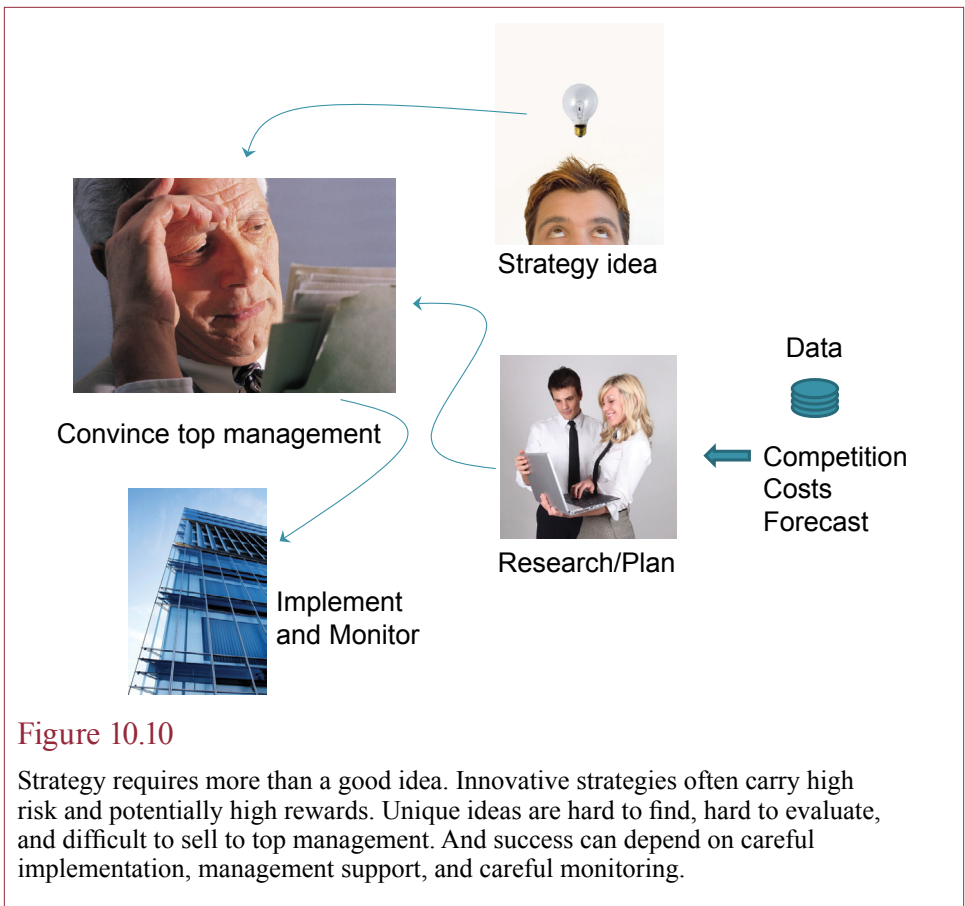 Strategy idea
Data
Convince top management
Competition
Costs
Forecast
Research/Plan
Implement
and Monitor
Figure 10.10
Strategy requires more than a good idea. Innovative strategies often carry high
risk and potentially high rewards. Unique ideas are hard to find, hard to evaluate,
and difficult to sell to top management. And success can depend on careful
implementation, management support, and careful monitoring.